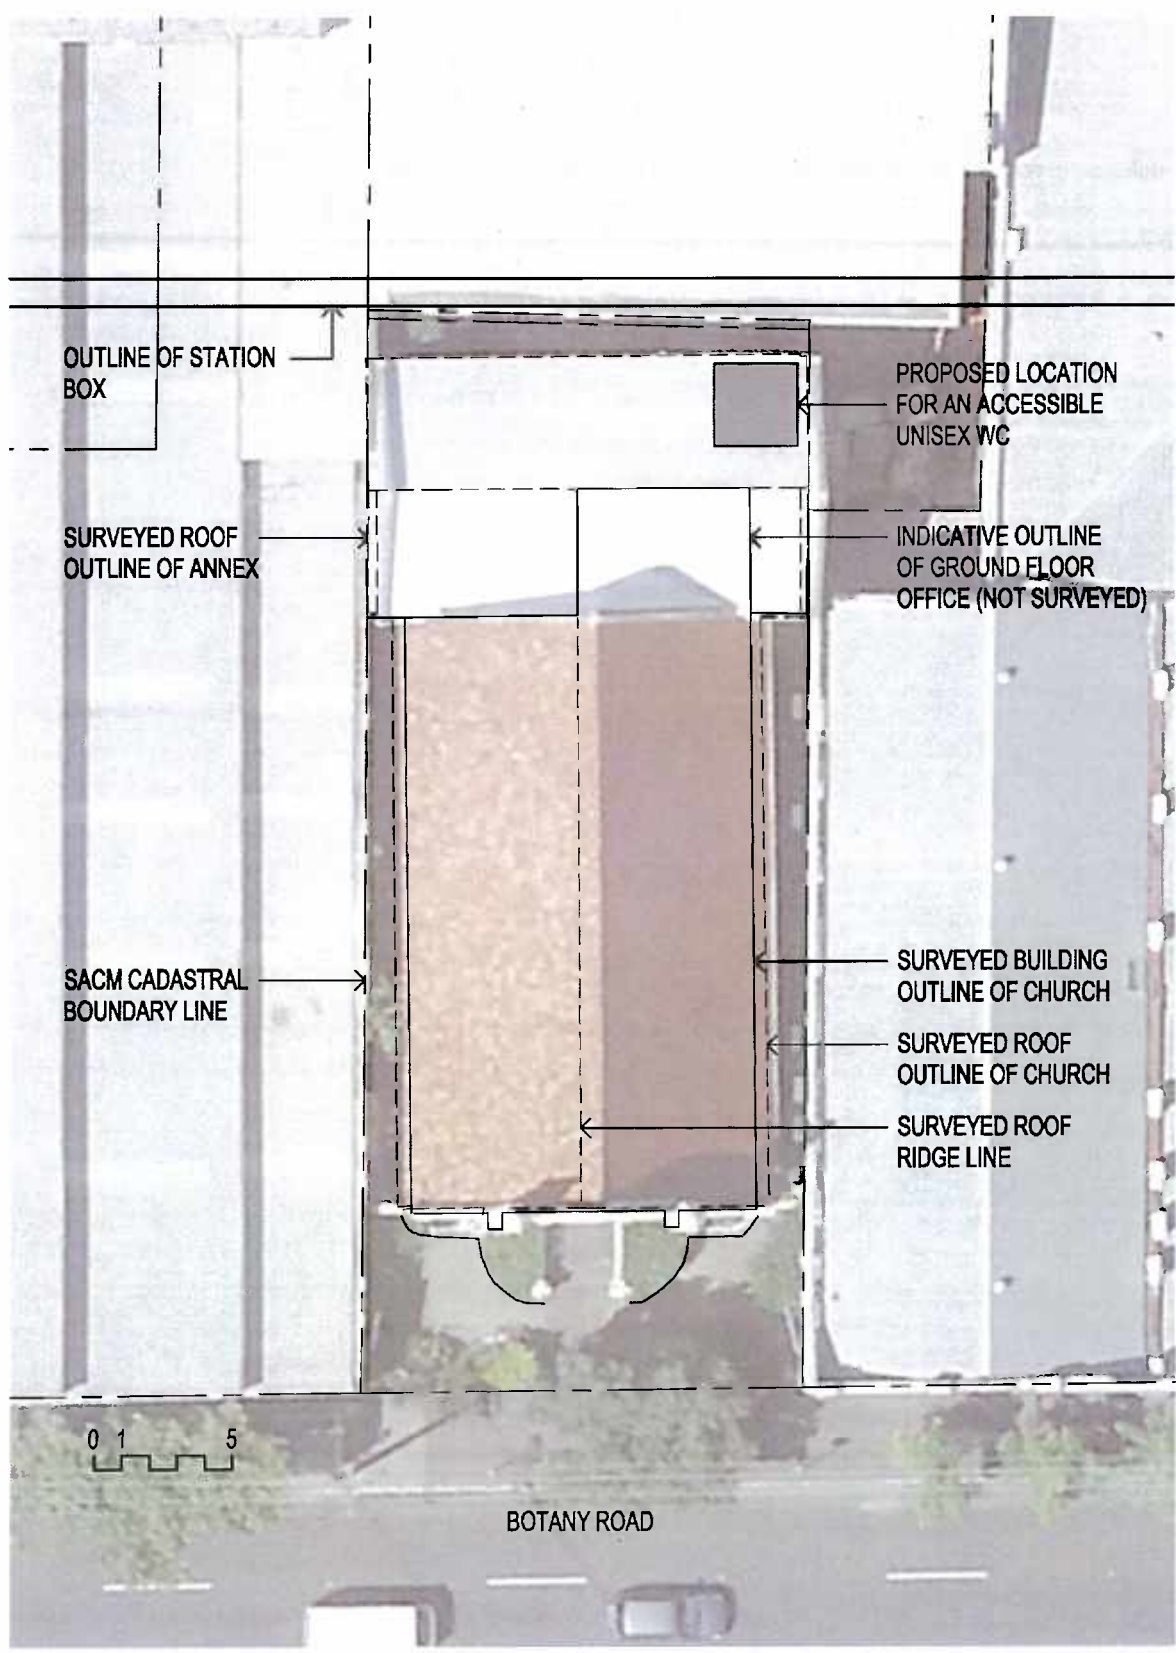 OUTLINE OF STATION
BOX
PROPOSED LOCATION
FOR AN ACCESSIBLE
UNISEX WC
SURVEYED ROOF
OUTLINE OF ANNEX
INDICATIVE OUTLINE
OF GROUND FLOOR
OFFICE (NOT SURVEYED)
SACM CADASTRAL
BOUNDARY LINE
SURVEYED BUILDING
OUTLINE OF CHURCH
SURVEYED ROOF
OUTLINE OF CHURCH
SURVEYED ROOF
RIDGE LINE
0 1 5
BOTANY ROAD